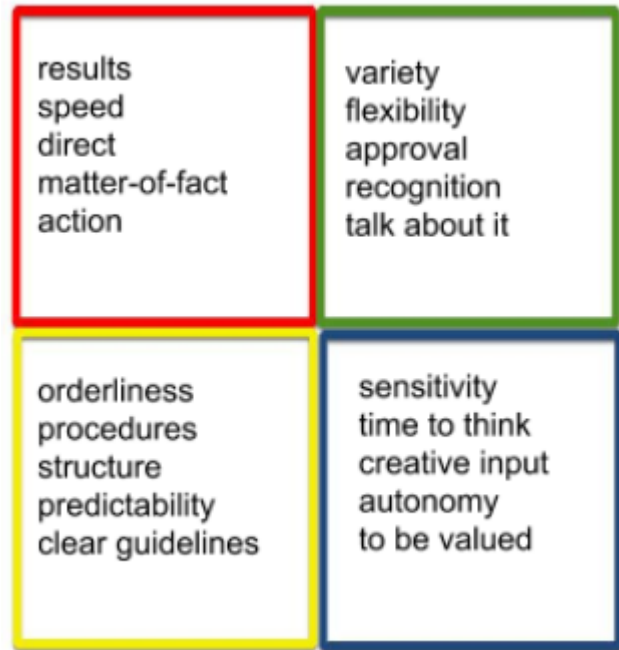 results
speed
direct
matter-of-fact
action
variety
flexibility
approval
recognition
talk about it
orderliness
procedures
structure
predictability
clear guidelines
sensitivity
time to think
creative input
autonomy
to be valued